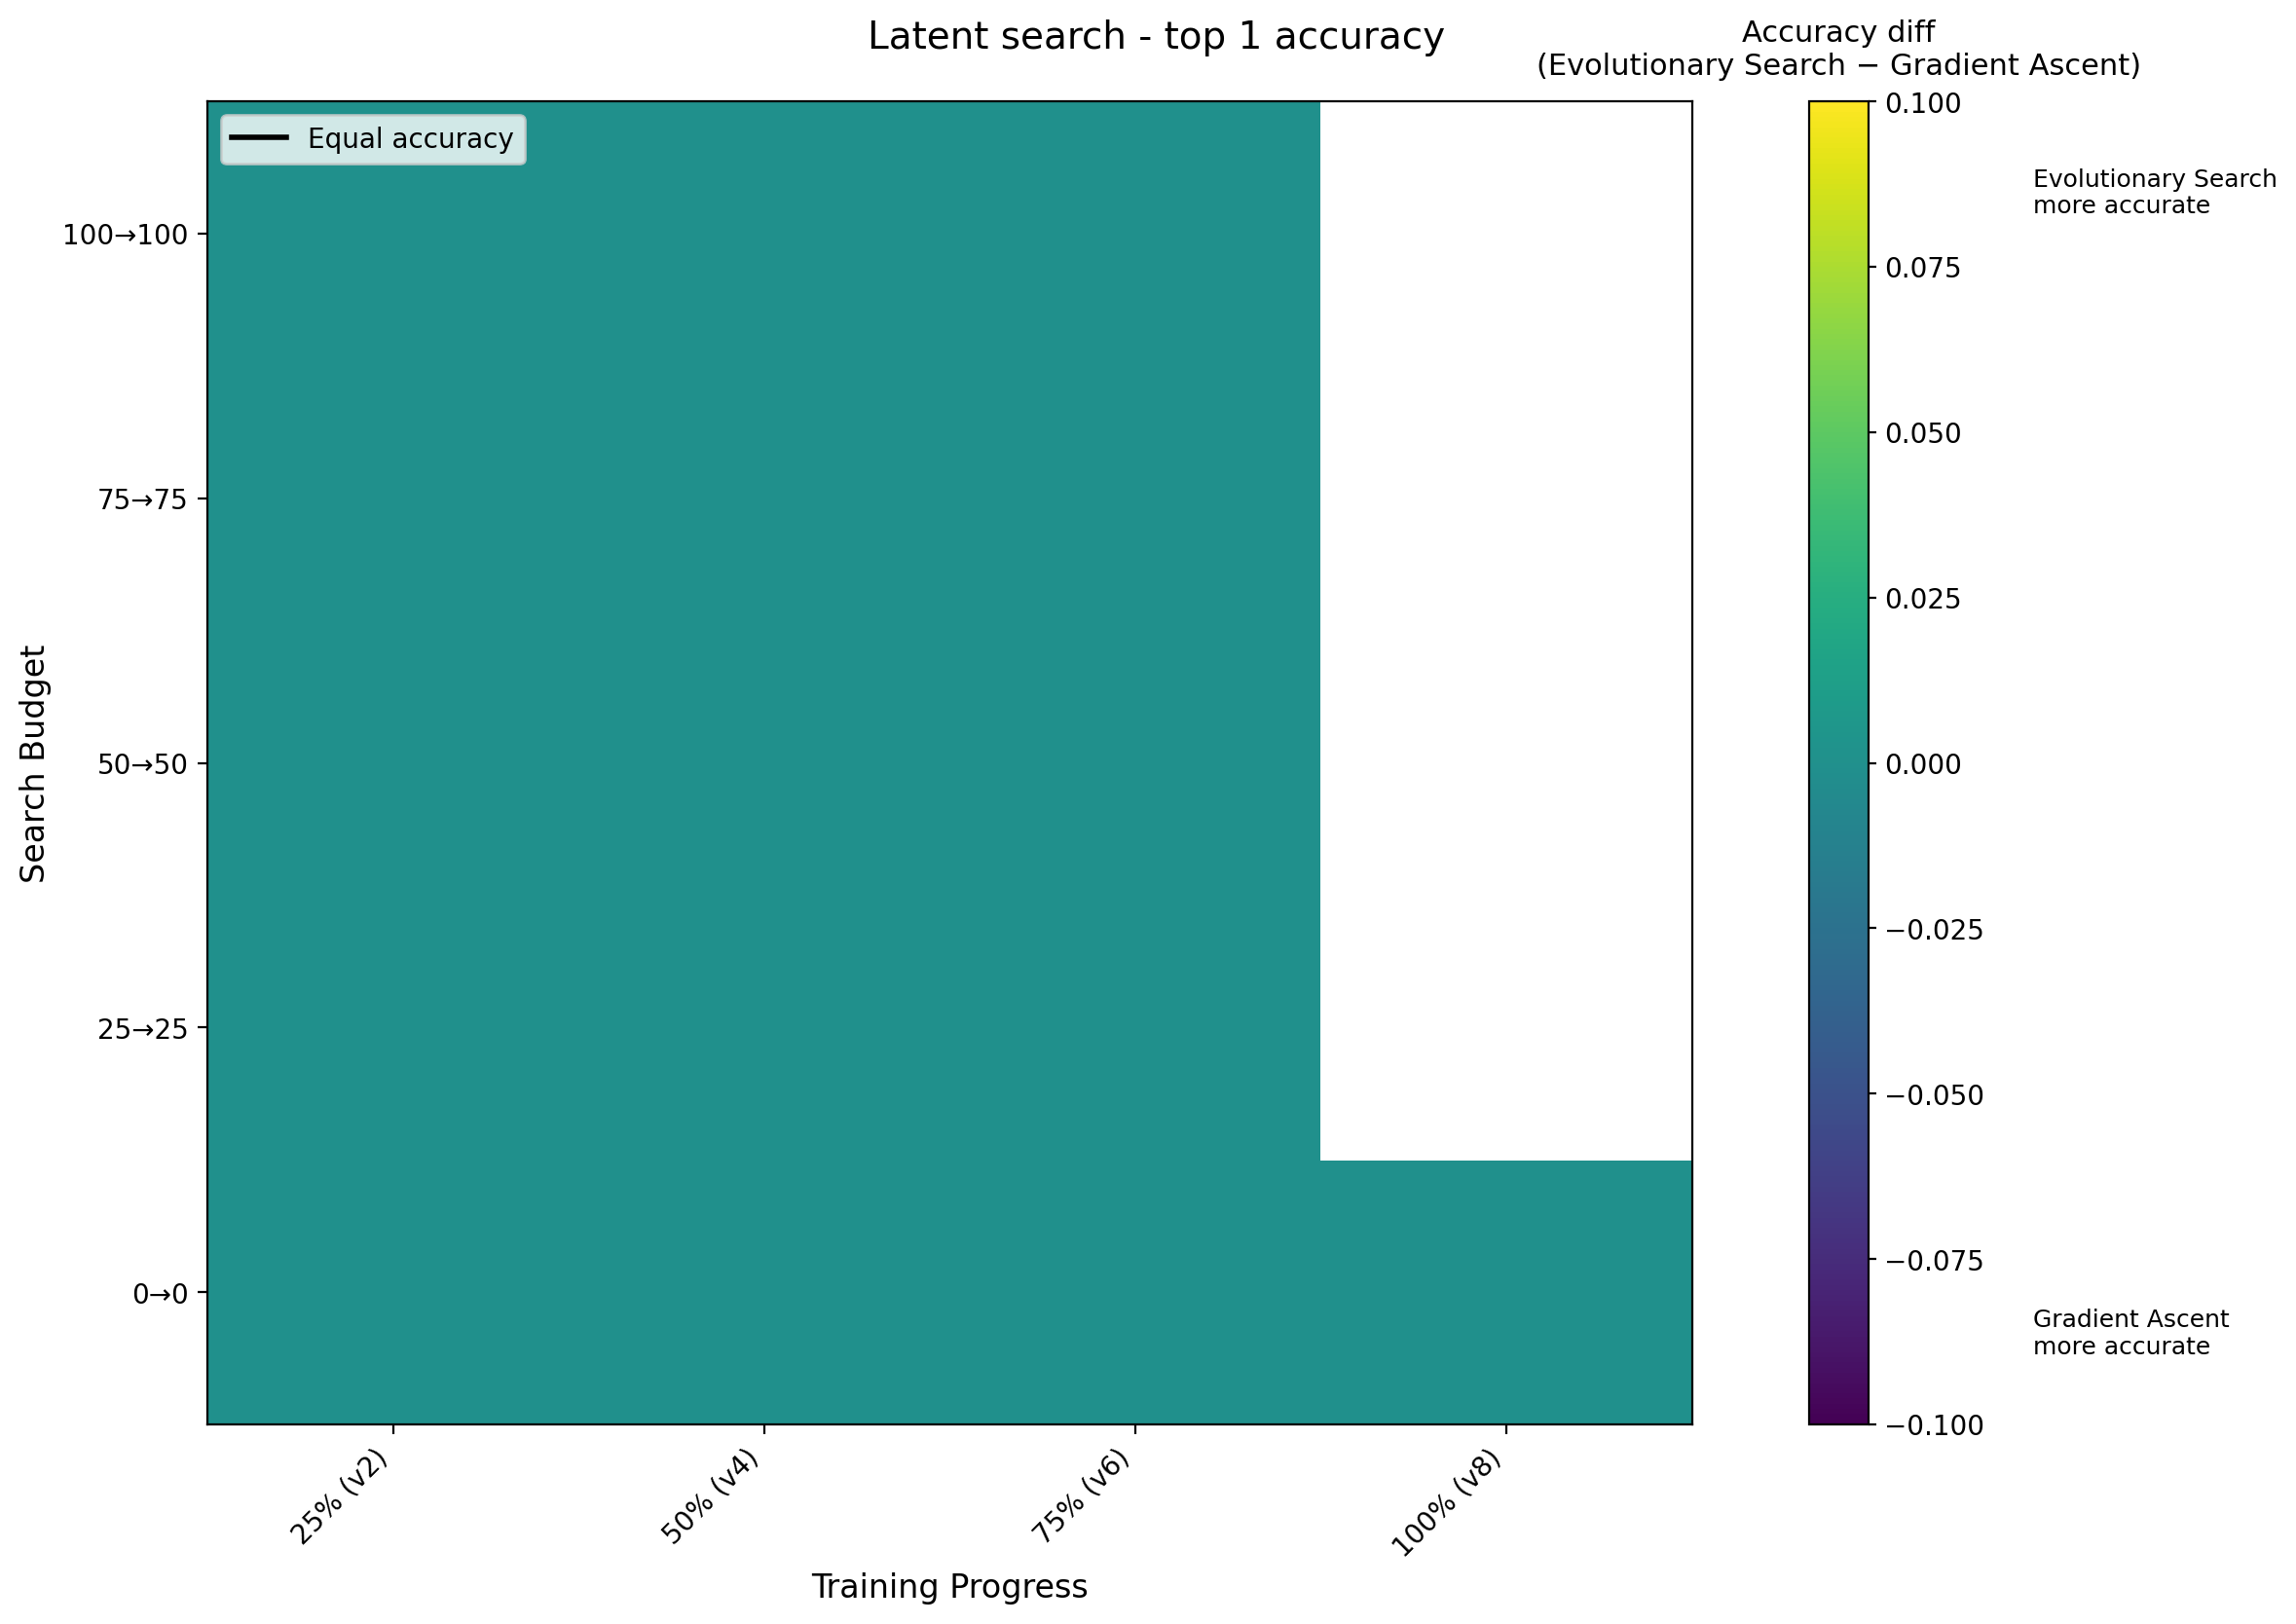 Latent search - top 1 accuracy
Accuracy diff
(Evolutionary Search − Gradient Ascent)
Equal accuracy
Search Budget
100→100
75→75
50→50
25→25
0→0
25% (v2)
50% (v4)
75% (v6)
100% (v8)
Training Progress
0.100
0.075
0.050
0.025
0.000
−0.025
−0.050
−0.075
−0.100
Evolutionary Search
more accurate
Gradient Ascent
more accurate